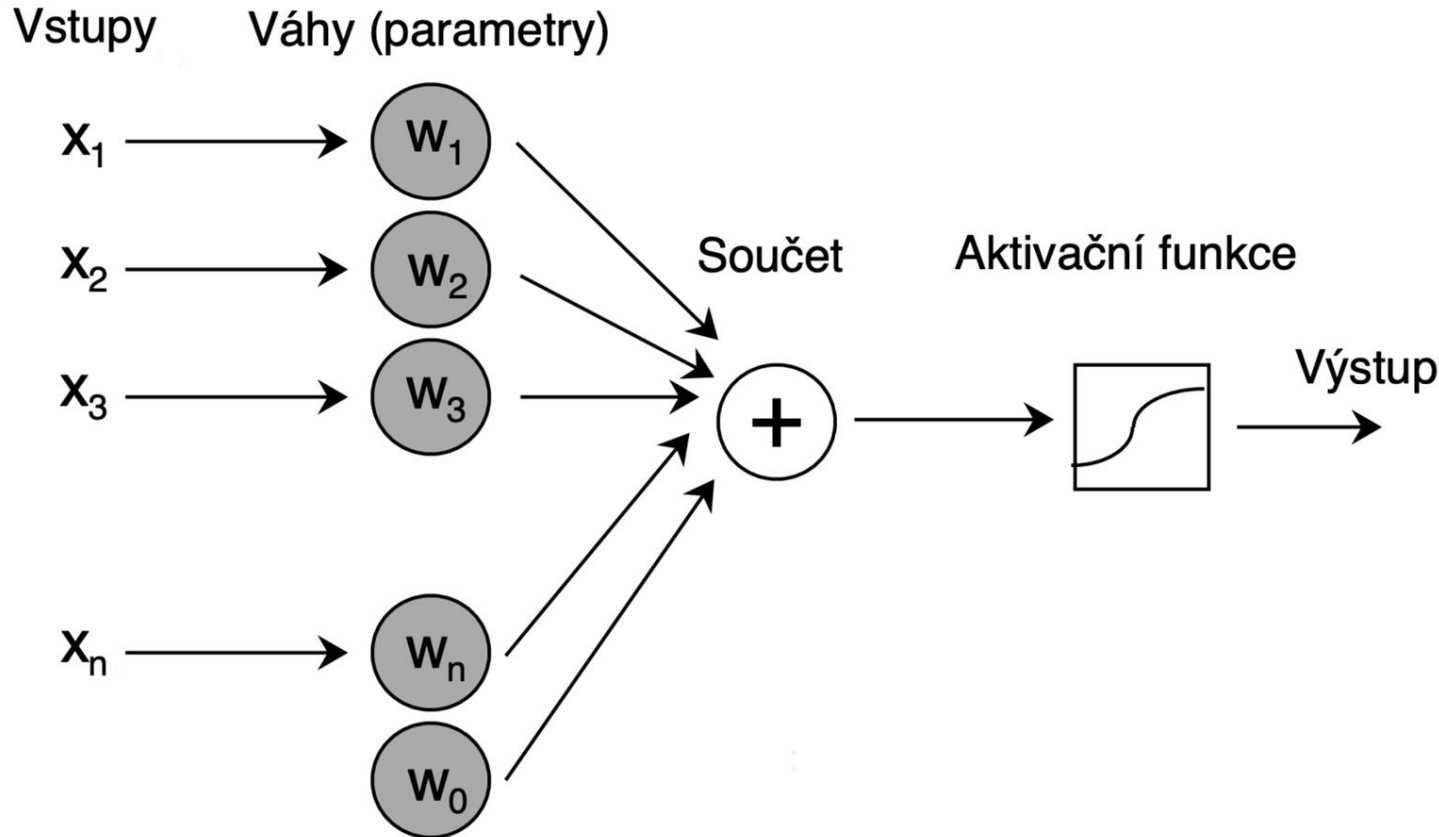 Vstupy Váhy (parametry)
x₁ w₁
x₂ w₂
Součet Aktivační funkce
x₃ w₃
+
Výstup
xₙ wₙ
w₀